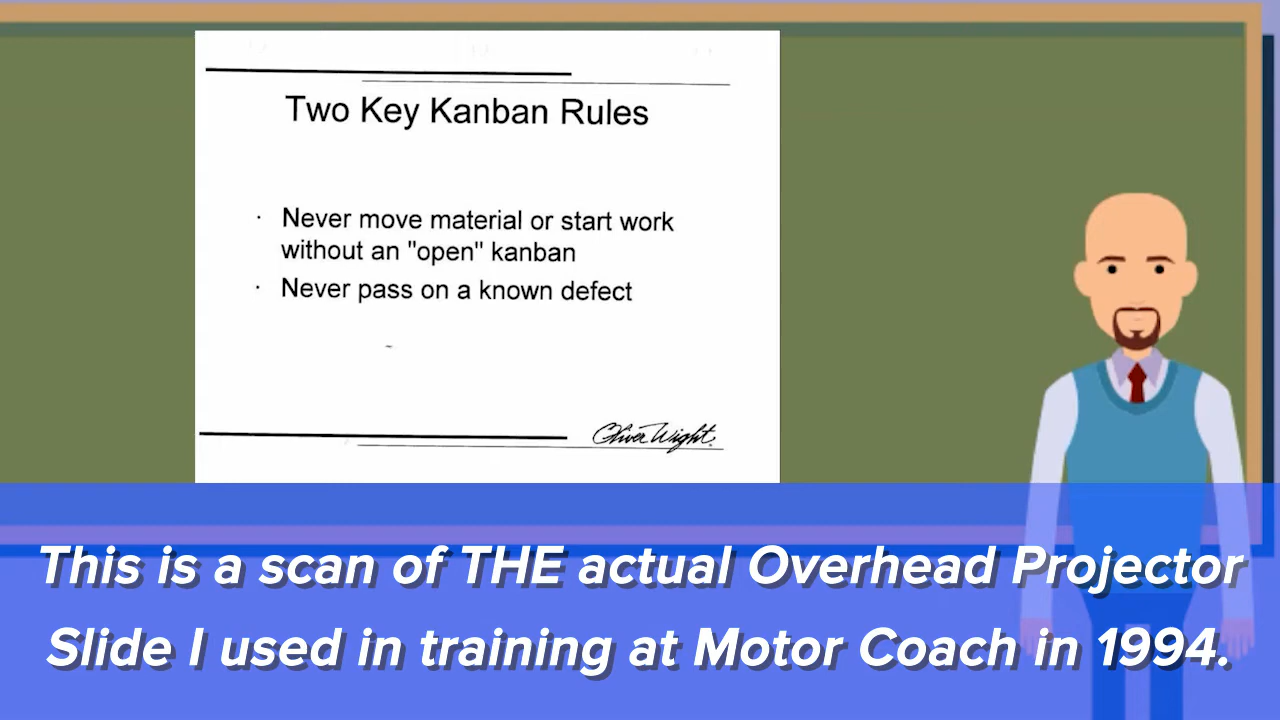 Two Key Kanban Rules
· Never move material or start work
without an "open" kanban
· Never pass on a known defect
Oliver Wight.
This is a scan of THE actual Overhead Projector
Slide I used in training at Motor Coach in 1994.